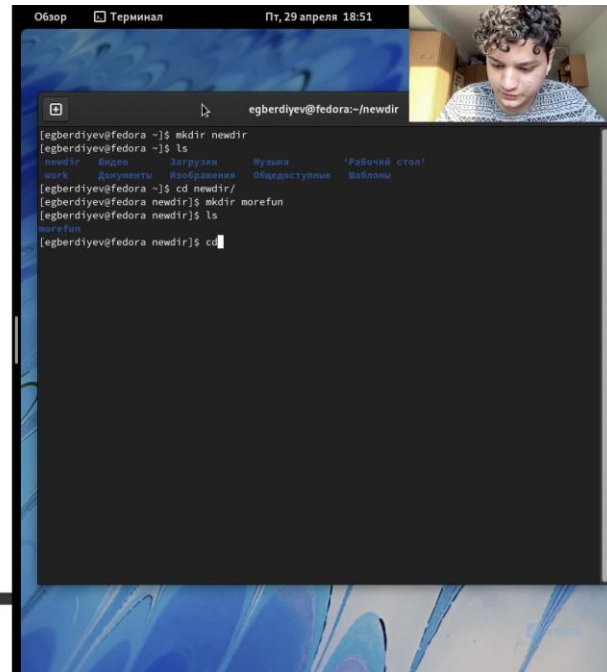 Обзор Терминал Пт, 29 апреля 18:51
egberdiyev@fedora:~/newdir
[egberdiyev@fedora ~]$ mkdir newdir
[egberdiyev@fedora ~]$ ls
newdir Видео Загрузки Музыка 'Рабочий стол'
work Документы Изображения Общедоступные Шаблоны
[egberdiyev@fedora ~]$ cd newdir/
[egberdiyev@fedora newdir]$ mkdir morefun
[egberdiyev@fedora newdir]$ ls
morefun
[egberdiyev@fedora newdir]$ cd